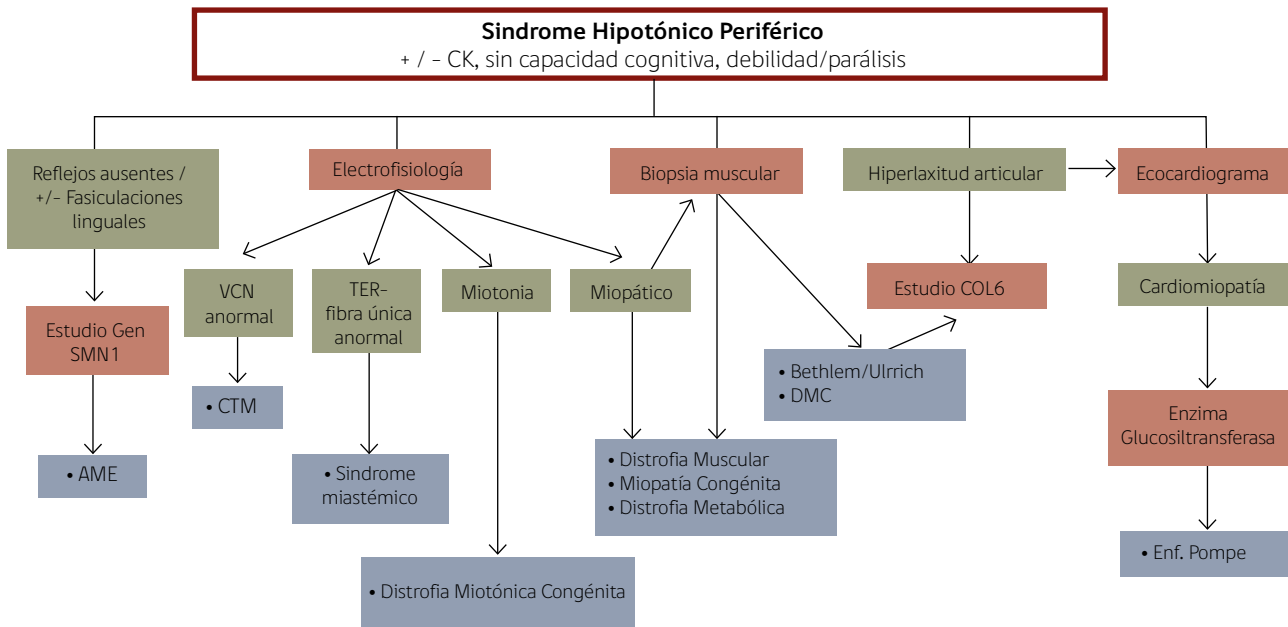 Sindrome Hipotónico Periférico
+ / - CK, sin capacidad cognitiva, debilidad/parálisis
Reflejos ausentes /
+/- Fasiculaciones
linguales
Electrofisiología
Biopsia muscular
Hiperlaxitud articular
Ecocardiograma
VCN
anormal
TER-
fibra única
anormal
Miotonia
Miopático
Estudio COL6
Cardiomiopatía
Estudio Gen
SMN1
• CTM
• Bethlem/Ulrrich
• DMC
Enzima
Glucosiltransferasa
• AME
• Sindrome
miastémico
• Distrofia Muscular
• Miopatía Congénita
• Distrofia Metabólica
• Enf. Pompe
• Distrofia Miotónica Congénita